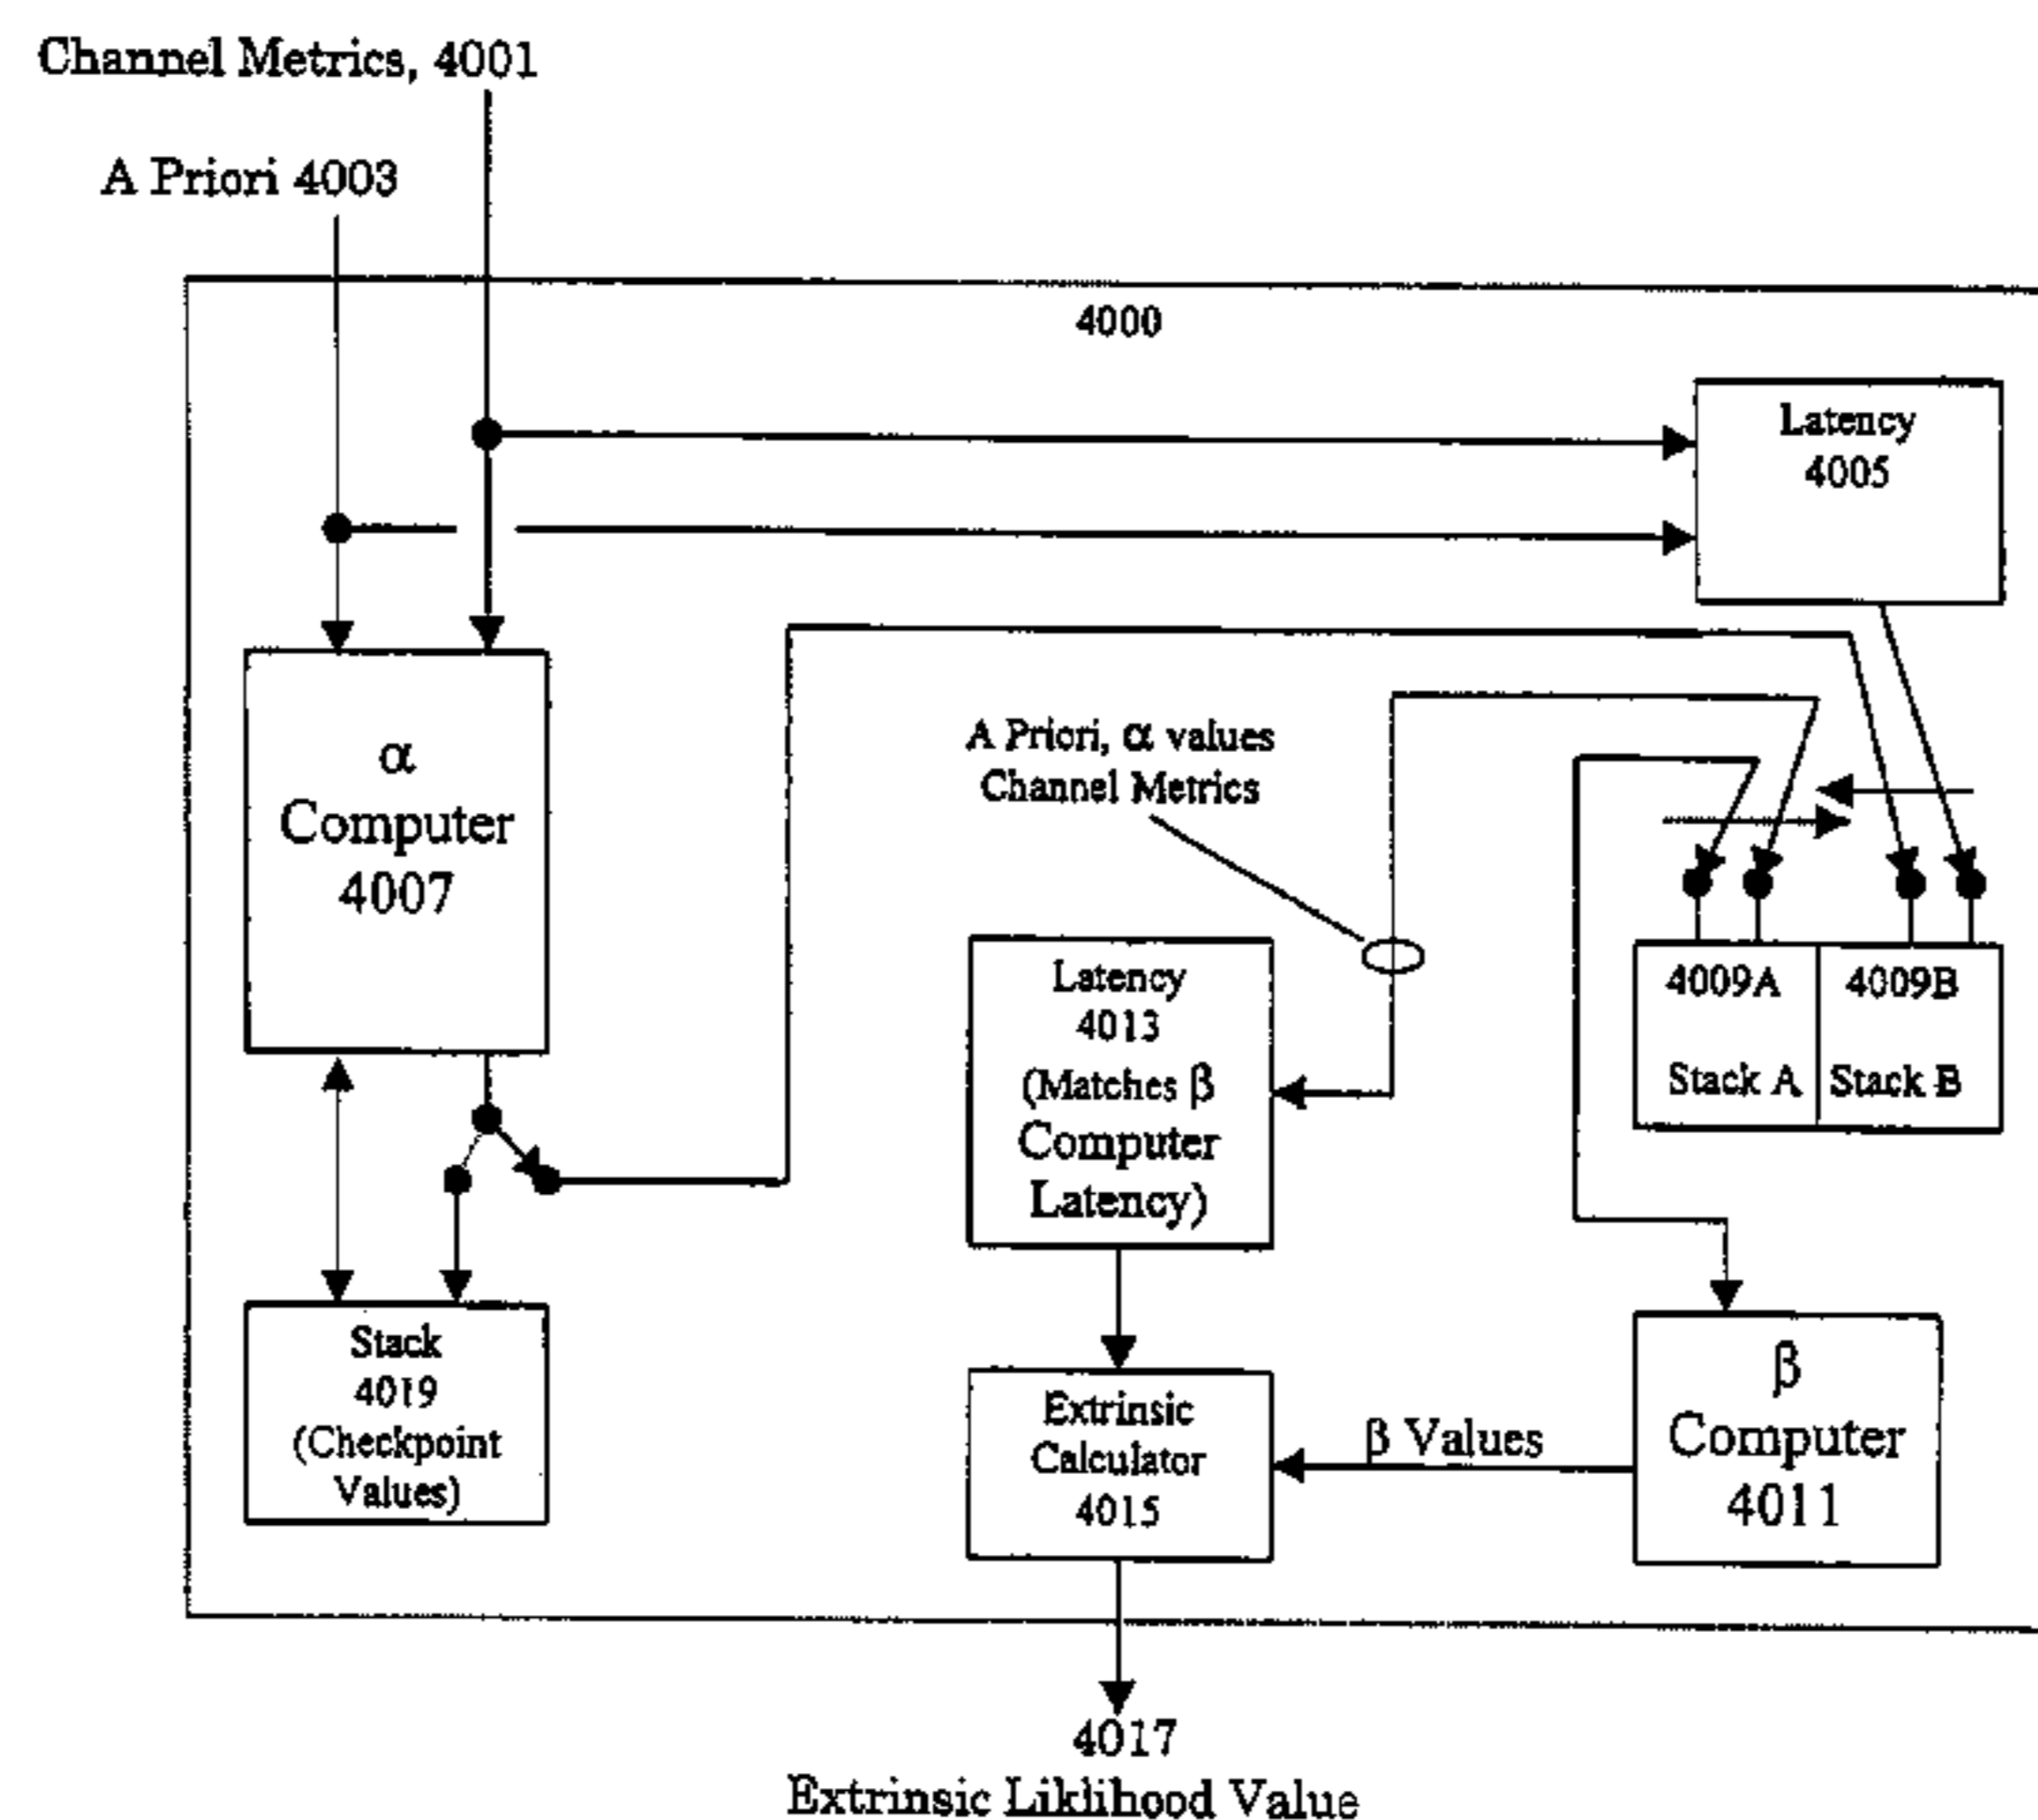 Channel Metrics, 4001
A Priori 4003
4000
Latency
4005
α
Computer
4007
A Priori, α values
Channel Metrics
Latency
4013
(Matches β
Computer
Latency)
4009A
4009B
Stack A
Stack B
Stack
4019
(Checkpoint
Values)
Extrinsic
Calculator
4015
β Values
β
Computer
4011
4017
Extrinsic Liklihood Value